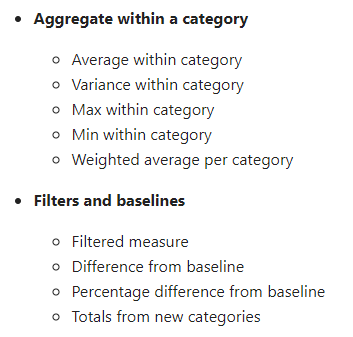 Aggregate within a category
Average within category
Variance within category
Max within category
Min within category
Weighted average per category
Filters and baselines
Filtered measure
Difference from baseline
Percentage difference from baseline
Totals from new categories